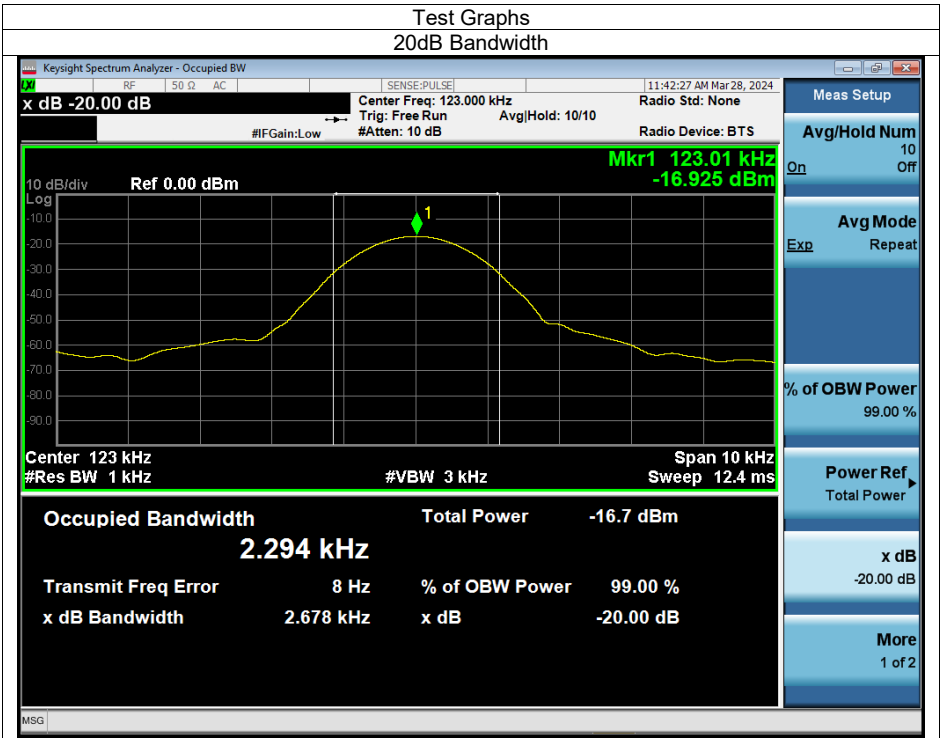 Test Graphs
20dB Bandwidth
Keysight Spectrum Analyzer - Occupied BW
LXI RF 50 Ω AC SENSE:PULSE 11:42:27 AM Mar 28, 2024
x dB -20.00 dB Center Freq: 123.000 kHz Radio Std: None
Trig: Free Run Avg|Hold: 10/10
#IFGain:Low #Atten: 10 dB Radio Device: BTS
Mkr1 123.01 kHz
-16.925 dBm
10 dB/div Ref 0.00 dBm
Log
-10.0
1
-20.0
-30.0
-40.0
-50.0
-60.0
-70.0
-80.0
-90.0
Center 123 kHz Span 10 kHz
#Res BW 1 kHz #VBW 3 kHz Sweep 12.4 ms
Occupied Bandwidth Total Power -16.7 dBm
2.294 kHz
Transmit Freq Error 8 Hz % of OBW Power 99.00 %
x dB Bandwidth 2.678 kHz x dB -20.00 dB
MSG
Meas Setup
Avg/Hold Num
10
On Off
Avg Mode
Exp Repeat
% of OBW Power
99.00 %
Power Ref
Total Power
x dB
-20.00 dB
More
1 of 2